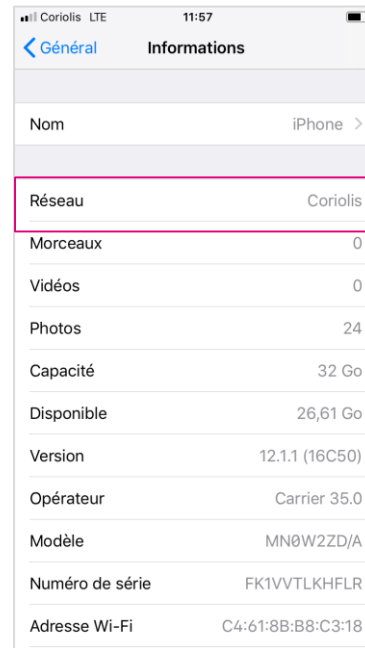 Coriolis LTE 11:57
Général Informations
Nom iPhone
Réseau Coriolis
Morceaux 0
Vidéos 0
Photos 24
Capacité 32 Go
Disponible 26,61 Go
Version 12.1.1 (16C50)
Opérateur Carrier 35.0
Modèle MN0W2ZD/A
Numéro de série FK1VVTLKHFLR
Adresse Wi-Fi C4:61:8B:B8:C3:18